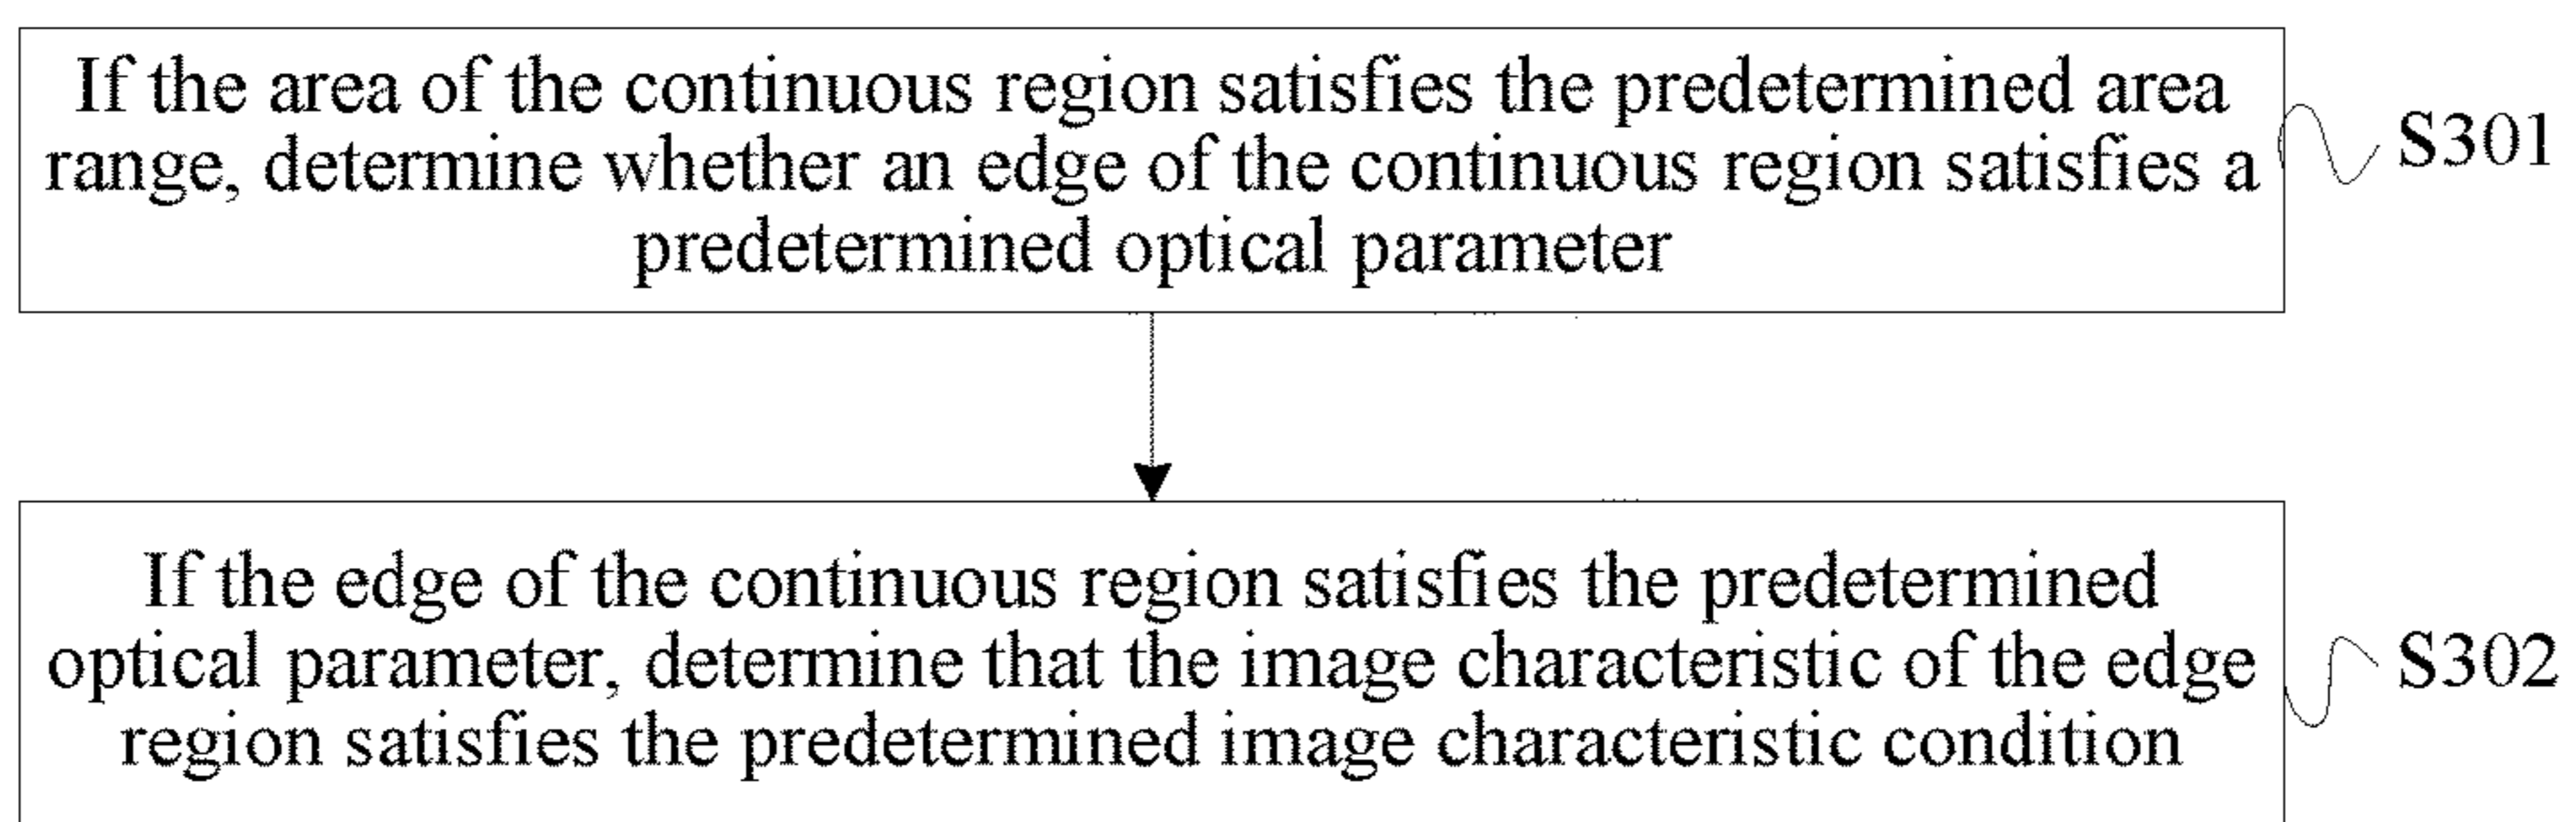 If the area of the continuous region satisfies the predetermined area
range, determine whether an edge of the continuous region satisfies a
predetermined optical parameter
S301
If the edge of the continuous region satisfies the predetermined
optical parameter, determine that the image characteristic of the edge
region satisfies the predetermined image characteristic condition
S302